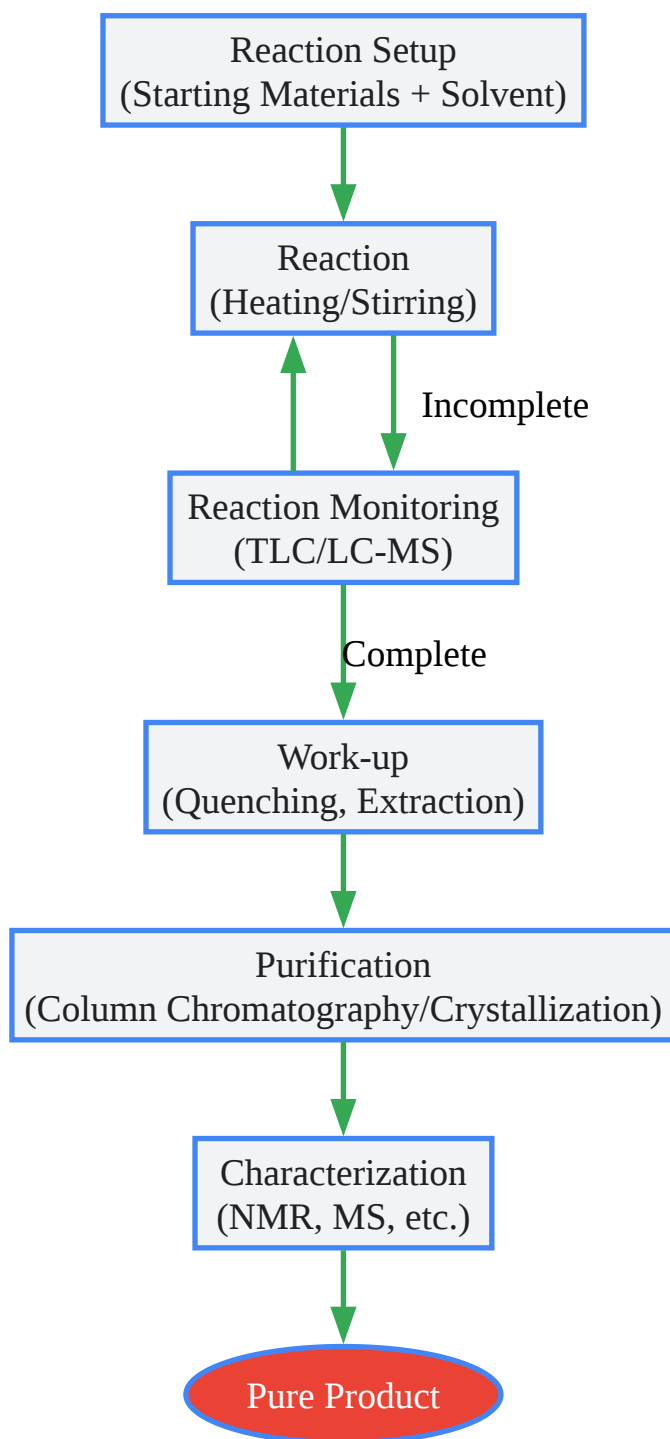 Reaction Setup
(Starting Materials + Solvent)
Reaction
(Heating/Stirring)
Incomplete
Reaction Monitoring
(TLC/LC-MS)
Complete
Work-up
(Quenching, Extraction)
Purification
(Column Chromatography/Crystallization)
Characterization
(NMR, MS, etc.)
Pure Product